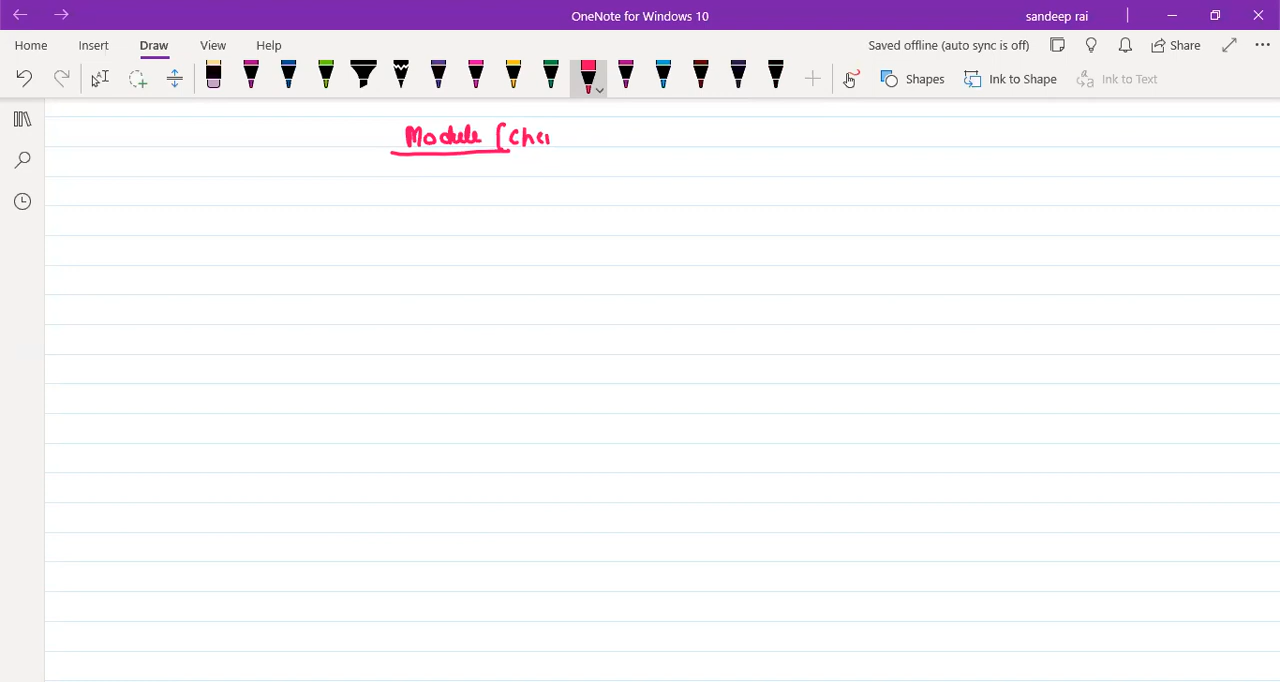 OneNote for Windows 10
sandeep rai
Home Insert Draw View Help
Saved offline (auto sync is off)
Share
Shapes
Ink to Shape
Ink to Text
Module [Cha